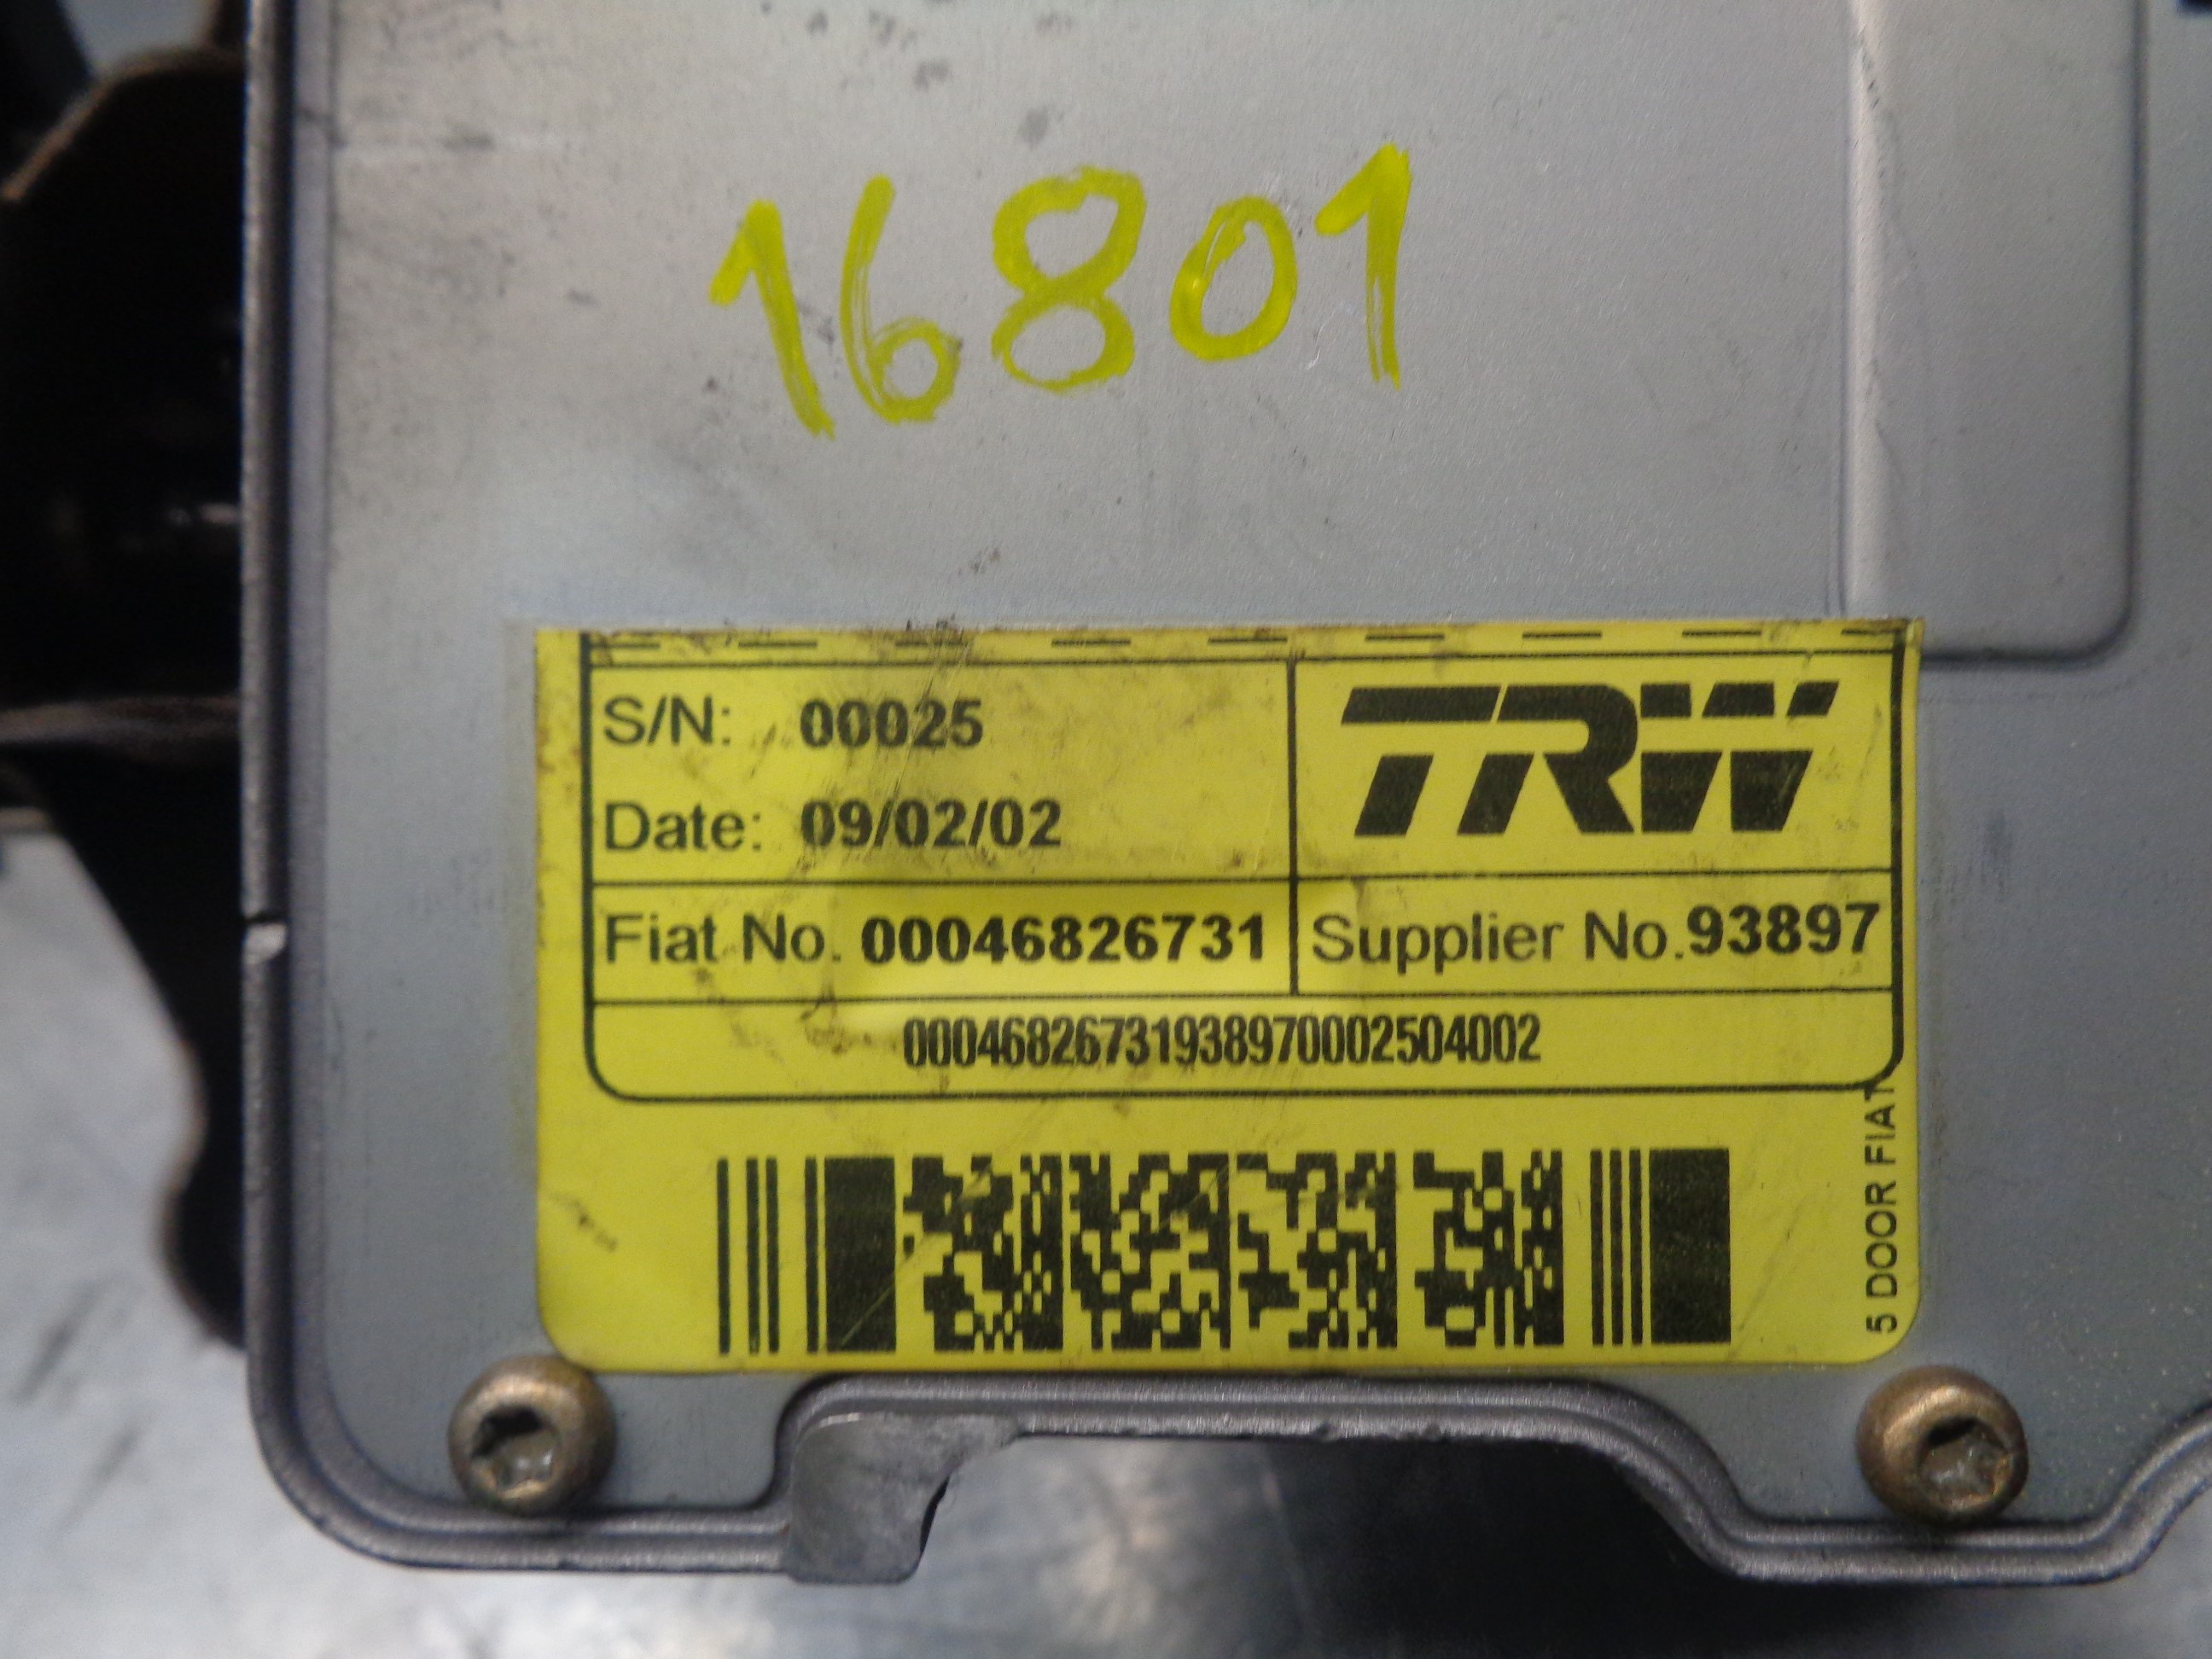 16801
S/N: 00025
TRW
Date: 09/02/02
Fiat No. 00046826731 Supplier No. 93897
00046826731938970002504002
5 DOOR FIAT